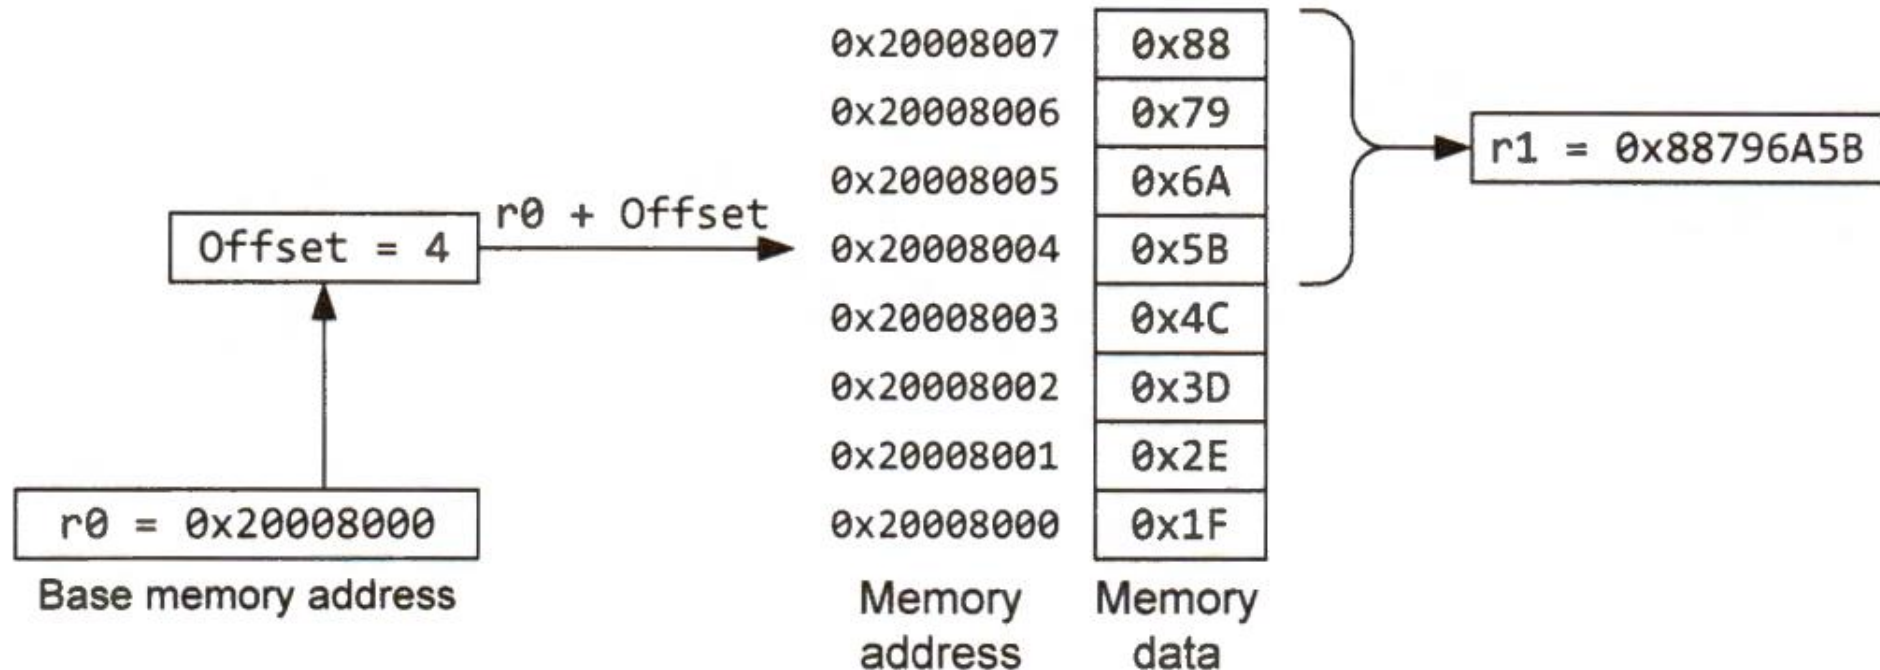 0x20008007 0x88
0x20008006 0x79
r1 = 0x88796A5B
0x20008005 0x6A
r0 + Offset
Offset = 4
0x20008004 0x5B
0x20008003 0x4C
0x20008002 0x3D
0x20008001 0x2E
r0 = 0x20008000
0x20008000 0x1F
Base memory address
Memory address
Memory data